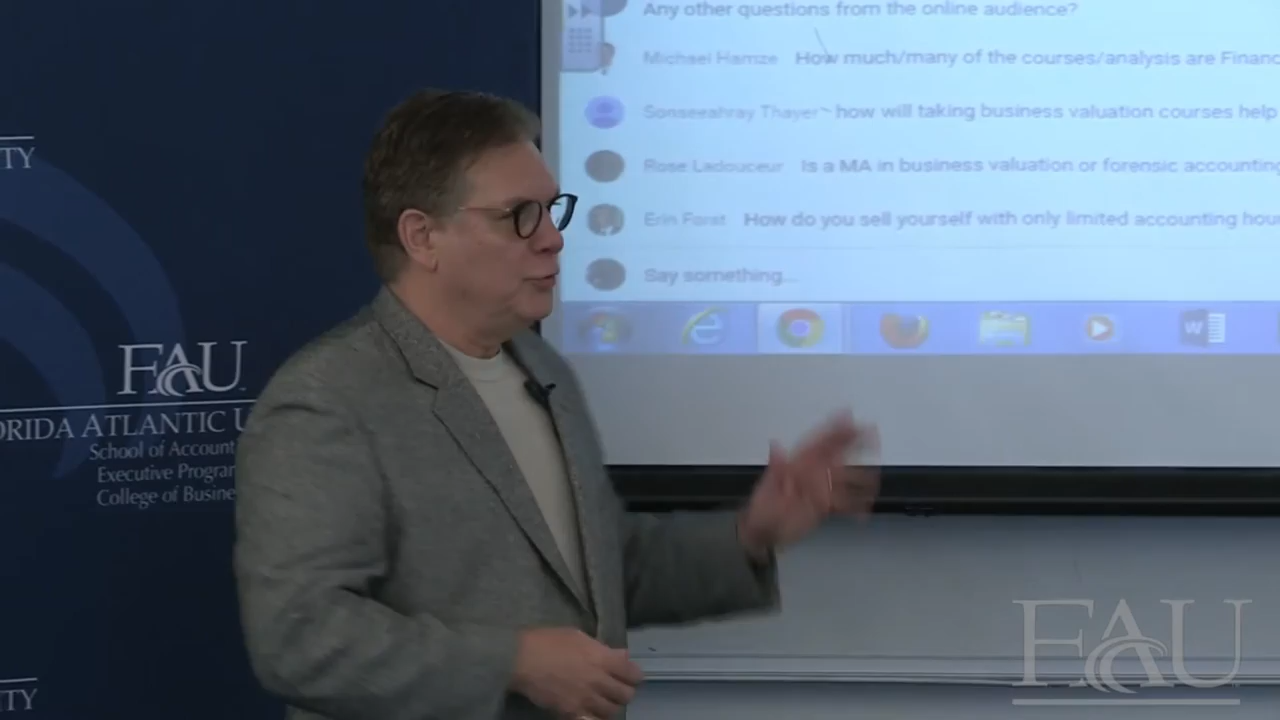 Any other questions from the online audience?
Michael Hamze How much/many of the courses/analysis are Financ
Sonseeahray Thayer how will taking business valuation courses help
Rose Ladouceur Is a MA in business valuation or forensic accounting
Erin Forat How do you sell yourself with only limited accounting hou
Say something...
W
TY
FAU
ORIDA ATLANTIC U
School of Account
Executive Program
College of Busine
ITY
FAU